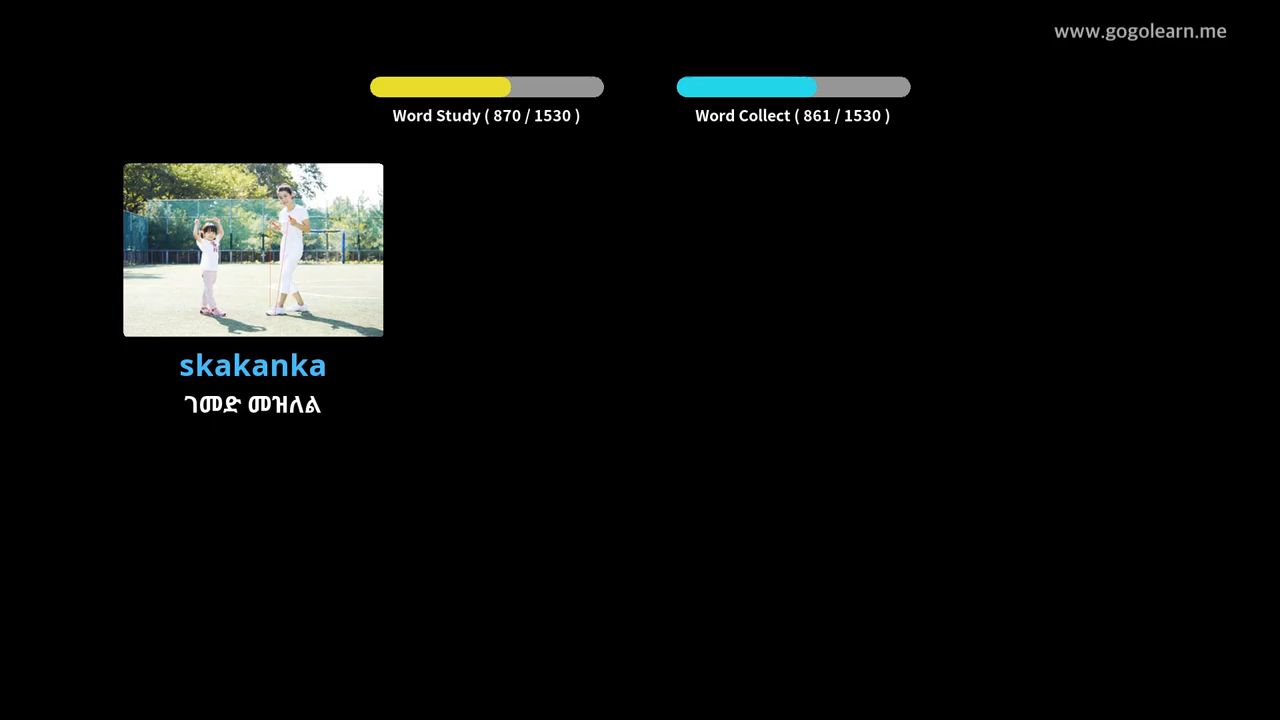 www.gogolearn.me
Word Study ( 870 / 1530 )
Word Collect ( 861 / 1530 )
skakanka
ገመድ መዝለል